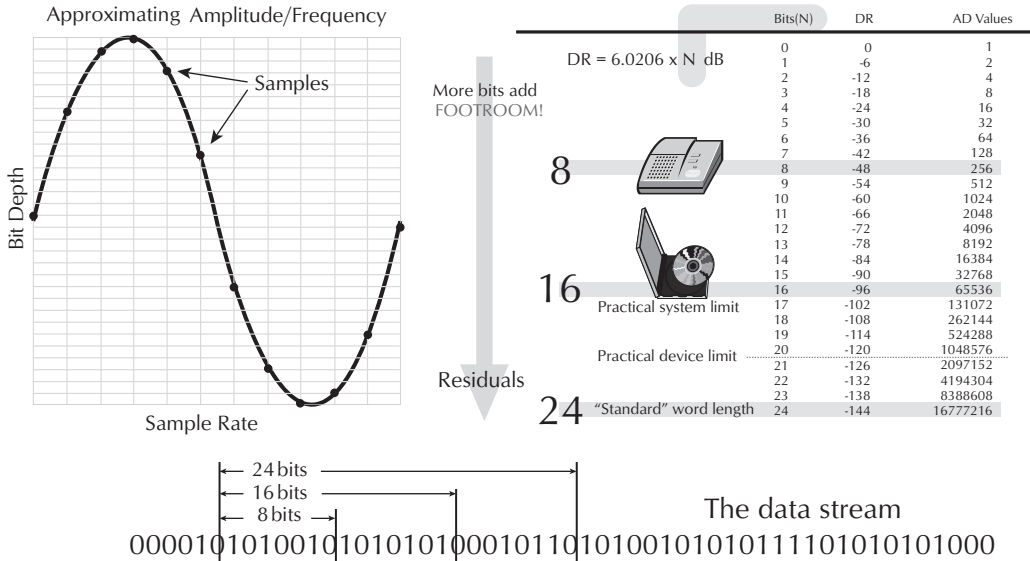 Approximating Amplitude/Frequency
Samples
Bit Depth
Sample Rate
More bits add
FOOTROOM!
Residuals
Bits(N) DR AD Values
DR = 6.0206 x N dB
0 0 1
1 -6 2
2 -12 4
3 -18 8
4 -24 16
5 -30 32
6 -36 64
7 -42 128
8 8 -48 256
9 -54 512
10 -60 1024
11 -66 2048
12 -72 4096
13 -78 8192
14 -84 16384
15 -90 32768
16 16 -96 65536
Practical system limit 17 -102 131072
18 -108 262144
19 -114 524288
Practical device limit 20 -120 1048576
21 -126 2097152
22 -132 4194304
23 -138 8388608
24 “Standard” word length 24 -144 16777216
24 bits
16 bits
8 bits
The data stream
0000010101001010101010001011010100101010111101010101000